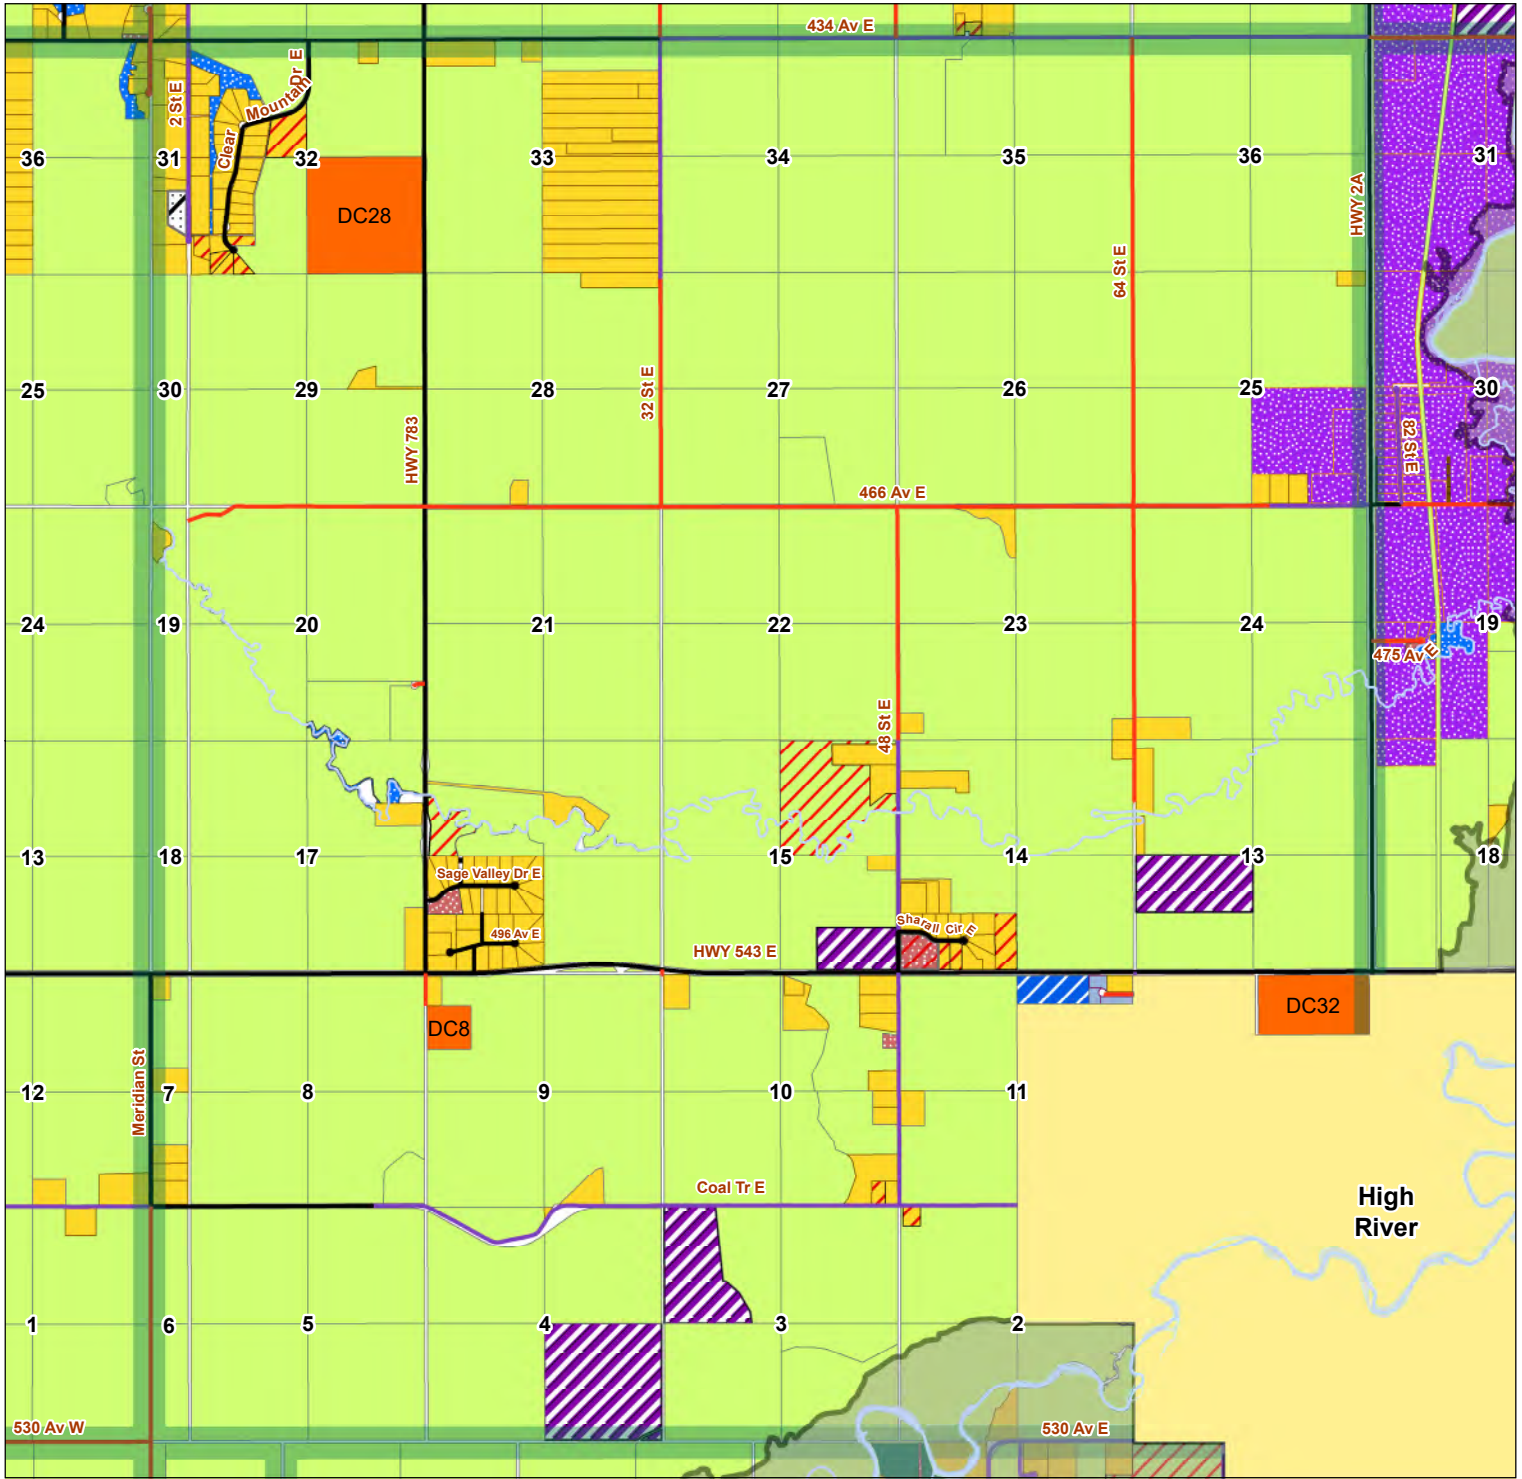 434 Av E
2 St E
Clear
Mountain
Dr E
36
31
32
33
34
35
36
31
DC28
HWY 2A
64 St E
25
30
29
28
27
26
25
30
HWY 783
32 St E
82 St E
466 Av E
24
19
20
21
22
23
24
19
475 Av E
48 St E
13
18
17
15
14
13
18
Sage Valley Dr E
496 Av E
Sharall Cir E
HWY 543 E
DC8
DC32
Meridian St
12
7
8
9
10
11
Coal Tr E
High
River
1
6
5
4
3
2
530 Av W
530 Av E